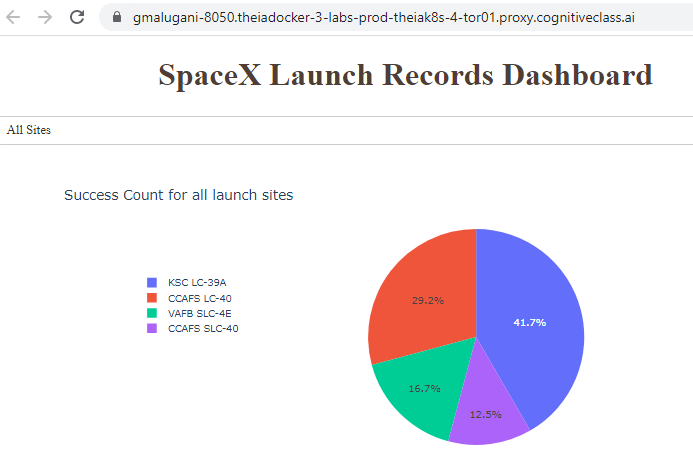 gmalugani-8050.theiadocker-3-labs-prod-theiak8s-4-tor01.proxy.cognitiveclass.ai
SpaceX Launch Records Dashboard
All Sites
Success Count for all launch sites
KSC LC-39A
CCAFS LC-40
VAFB SLC-4E
CCAFS SLC-40
29.2%
41.7%
16.7%
12.5%